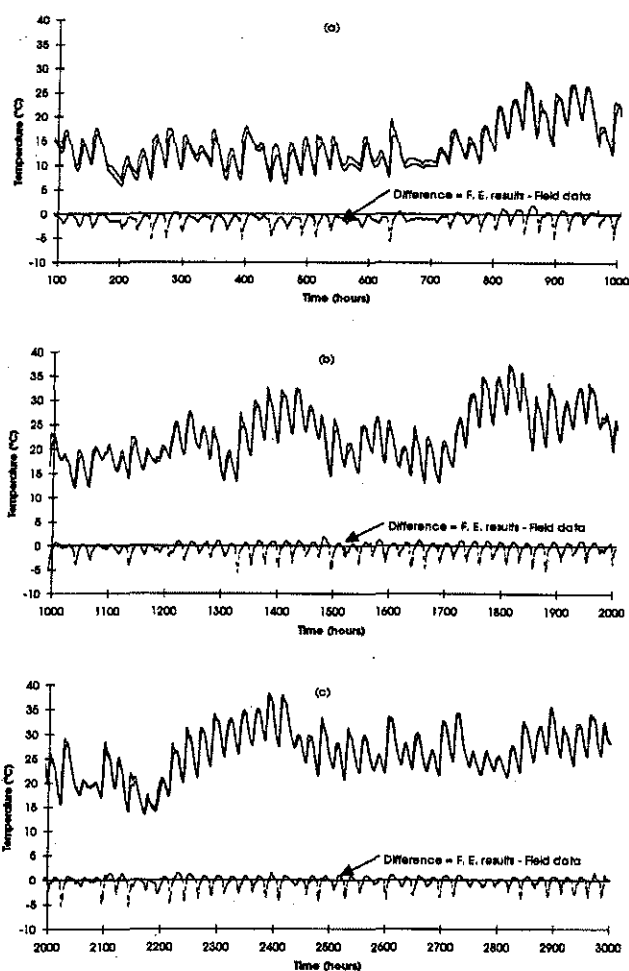 (a)
40
35
30
25
20
15
10
5
0
-5
-10
Temperature (°C)
Difference = F. E. results - Field data
100 200 300 400 500 600 700 800 900 1000
Time (hours)
(b)
40
35
30
25
20
15
10
5
0
-5
-10
Temperature (°C)
Difference = F. E. results - Field data
1000 1100 1200 1300 1400 1500 1600 1700 1800 1900 2000
Time (hours)
(c)
40
35
30
25
20
15
10
5
0
-5
-10
Temperature (°C)
Difference = F. E. results - Field data
2000 2100 2200 2300 2400 2500 2600 2700 2800 2900 3000
Time (hours)